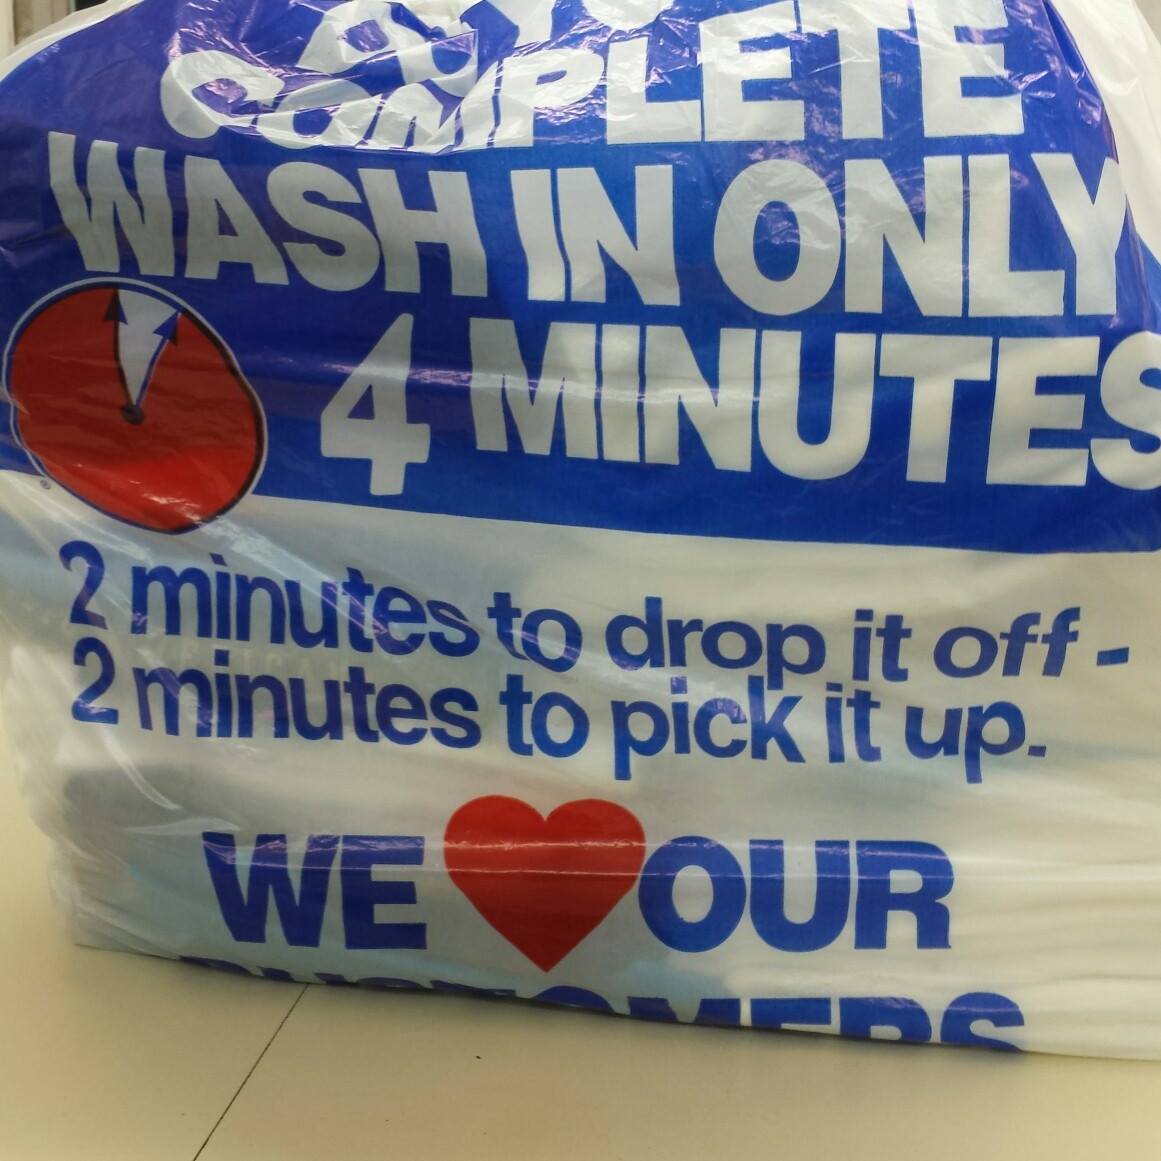 COMPLETE
WASH IN ONLY
4 MINUTES
®
2 minutes to drop it off -
2 minutes to pick it up.
WE ❤ OUR
CUSTOMERS